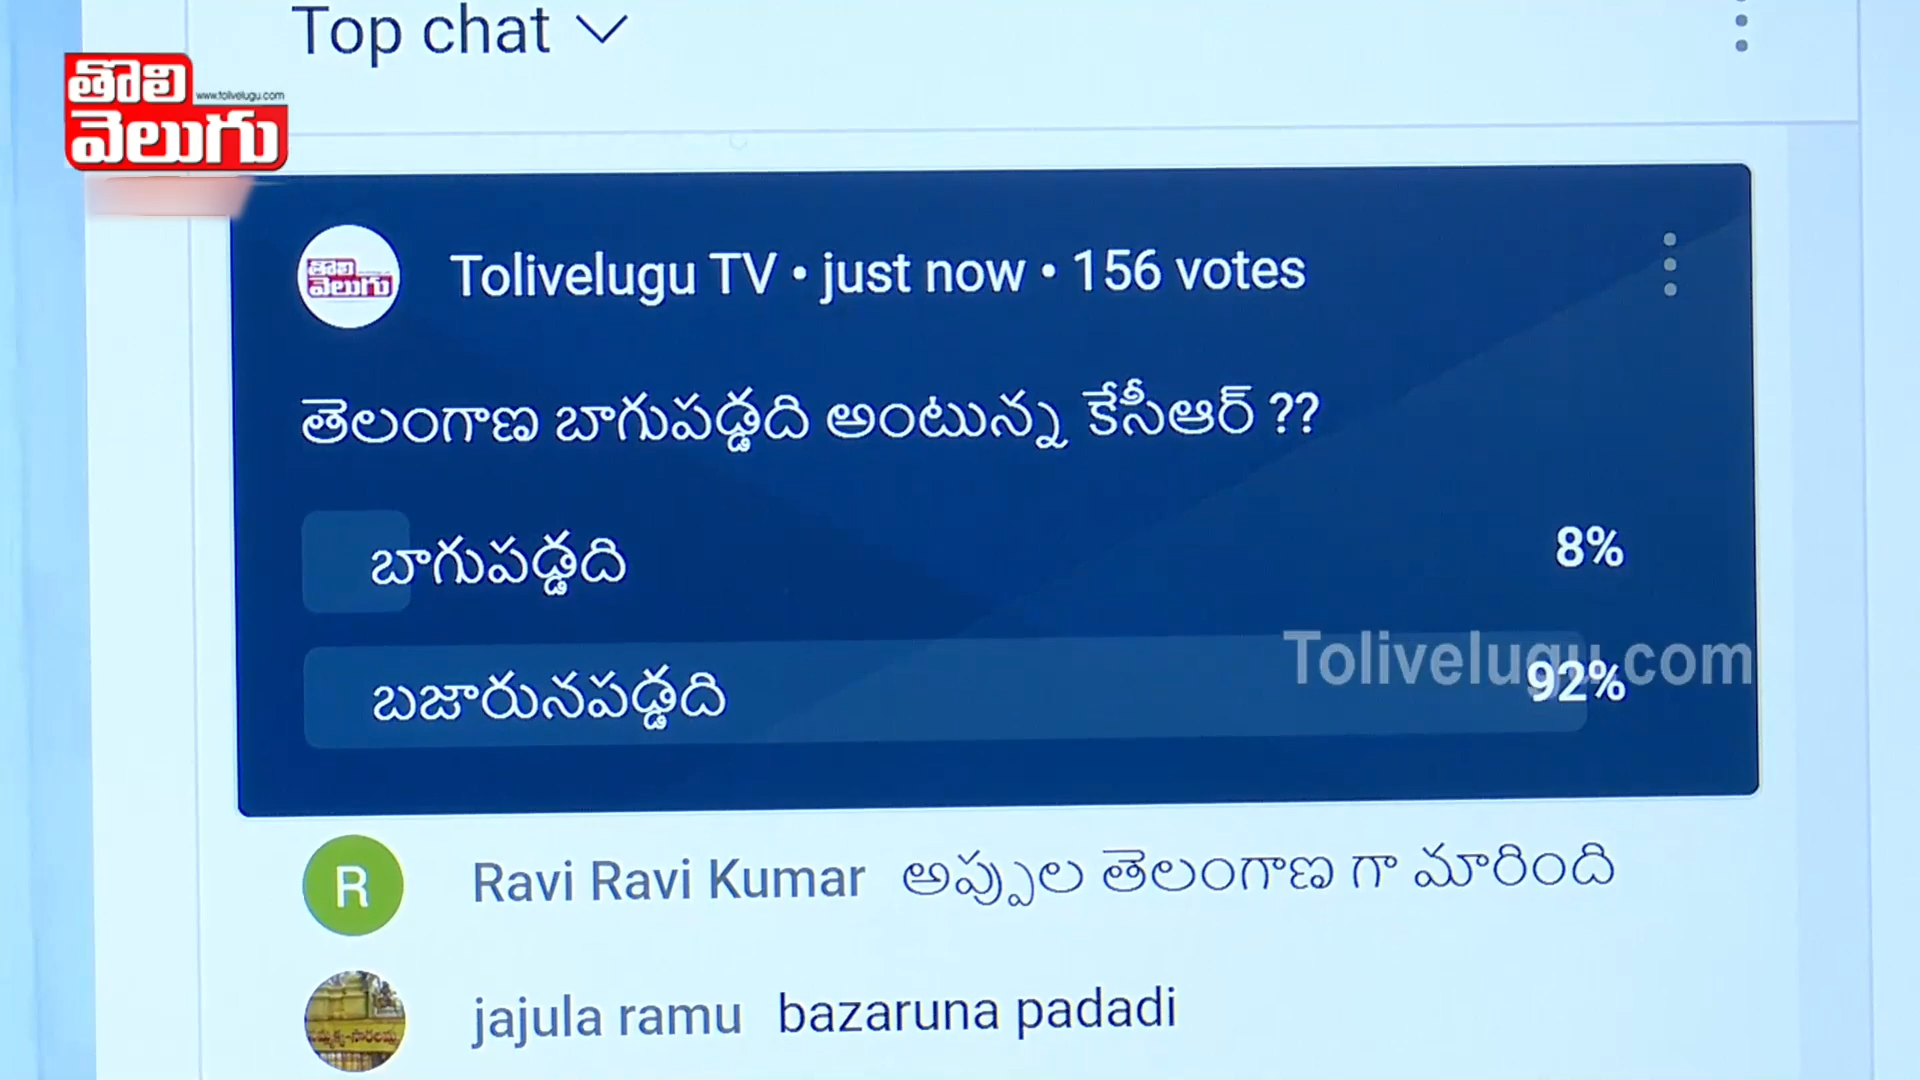 Top chat
తొలి
www.tolivelugu.com
వెలుగు
తొలి
వెలుగు
Tolivelugu TV • just now • 156 votes
తెలంగాణ బాగుపడ్డది అంటున్న కేసీఆర్ ??
బాగుపడ్డది 8%
Tolivelugu.com
బజారునపడ్డది 92%
R
Ravi Ravi Kumar అప్పుల తెలంగాణ గా మారింది
jajula ramu bazaruna padadi